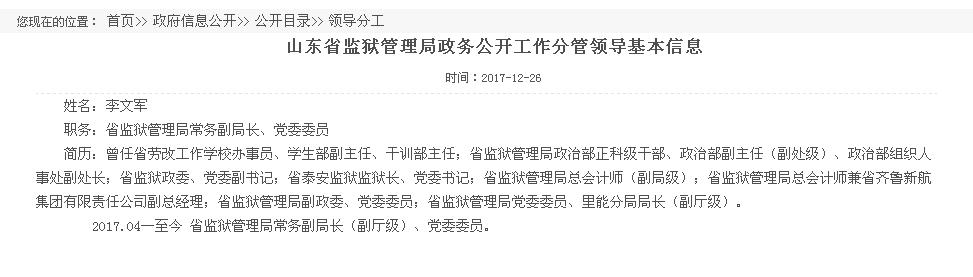 您现在的位置： 首页>> 政府信息公开>> 公开目录>> 领导分工
山东省监狱管理局政务公开工作分管领导基本信息
时间：2017-12-26
姓名：李文军
职务：省监狱管理局常务副局长、党委委员
简历：曾任省劳改工作学校办事员、学生部副主任、干训部主任；省监狱管理局政治部正科级干部、政治部副主任（副处级）、政治部组织人
事处副处长；省监狱政委、党委副书记；省泰安监狱监狱长、党委书记；省监狱管理局总会计师（副局级）；省监狱管理局总会计师兼省齐鲁新航
集团有限责任公司副总经理；省监狱管理局副政委、党委委员；省监狱管理局党委委员、里能分局局长（副厅级）。
2017.04—至今 省监狱管理局常务副局长（副厅级）、党委委员。